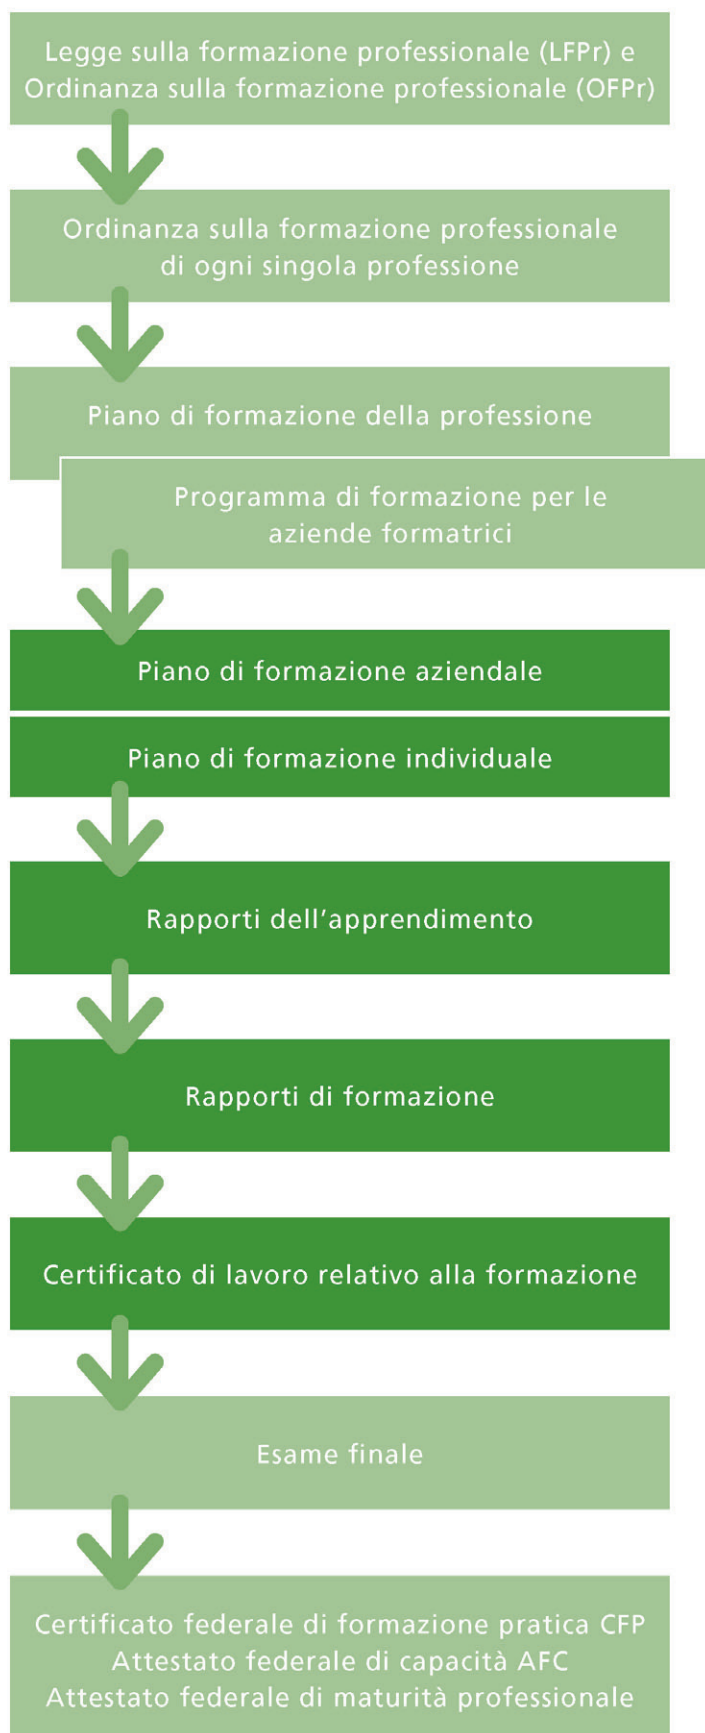 Legge sulla formazione professionale (LFPr) e
Ordinanza sulla formazione professionale (OFPr)
Ordinanza sulla formazione professionale
di ogni singola professione
Piano di formazione della professione
Programma di formazione per le
aziende formatrici
Piano di formazione aziendale
Piano di formazione individuale
Rapporti dell'apprendimento
Rapporti di formazione
Certificato di lavoro relativo alla formazione
Esame finale
Certificato federale di formazione pratica CFP
Attestato federale di capacità AFC
Attestato federale di maturità professionale